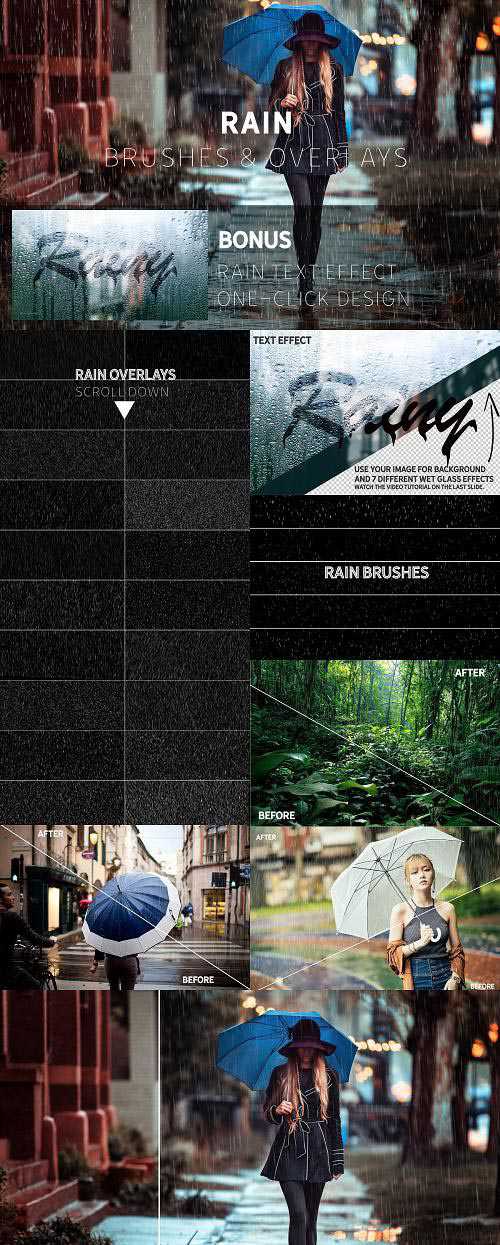 RAIN
BRUSHES & OVERLAYS
Rainy
BONUS
RAIN TEXT EFFECT
ONE-CLICK DESIGN
RAIN OVERLAYS
SCROLL DOWN
TEXT EFFECT
Rainy
USE YOUR IMAGE FOR BACKGROUND
AND 7 DIFFERENT WET GLASS EFFECTS
WATCH THE VIDEO TUTORIAL ON THE LAST SLIDE.
RAIN BRUSHES
AFTER
BEFORE
AFTER
BEFORE
AFTER
BEFORE